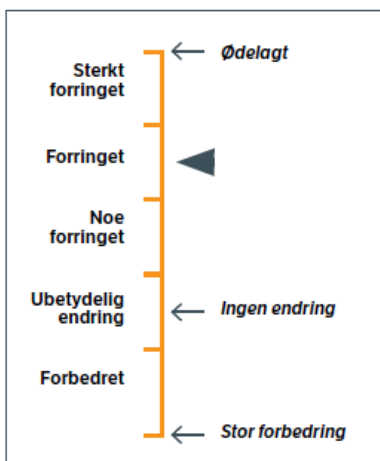 Ødelagt
Sterkt
forringet
Forringet
Noe
forringet
Ubetydelig
endring
Ingen endring
Forbedret
Stor forbedring